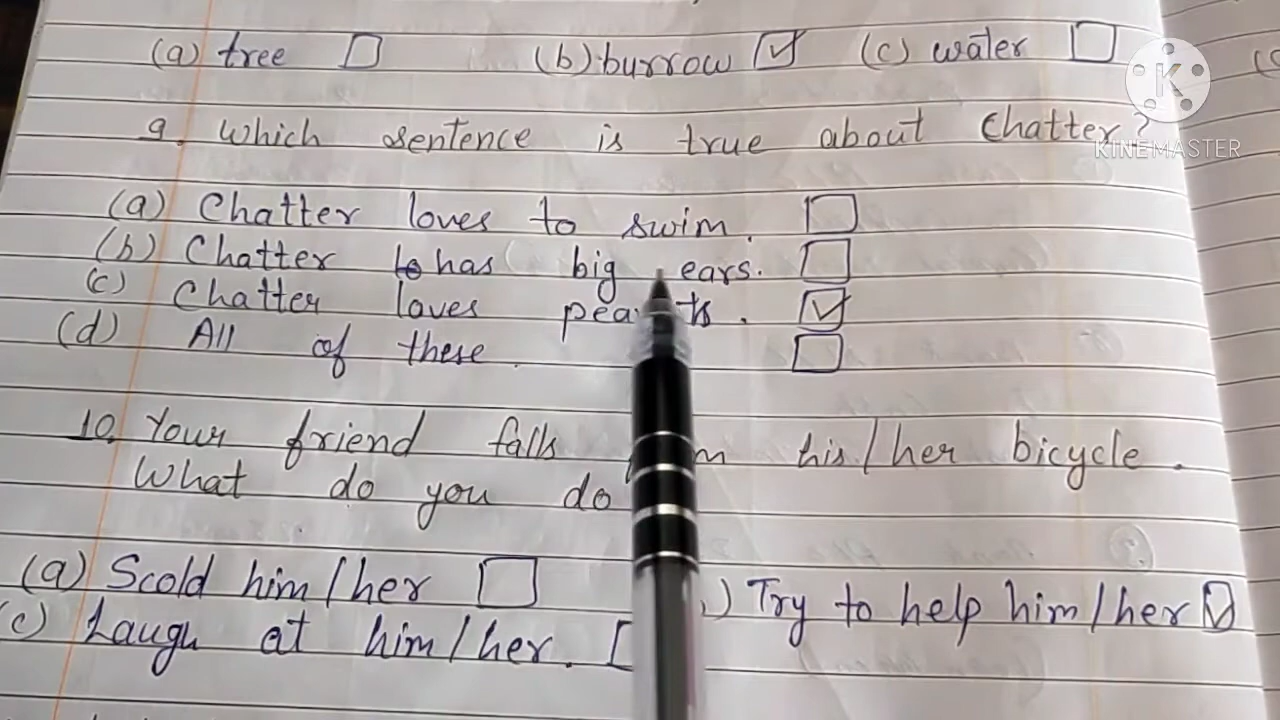 (a) tree (b) burrow (c) water
9. Which sentence is true about Chatter?
(a) Chatter loves to swim.
(b) Chatter has big ears.
(c) Chatter loves
(d) All of these.
10. Your friend falls his/her bicycle.
What do you do
(a) Scold him/her ) Try to help him/her
(c) Laugh at him/her.
K
KINEMASTER